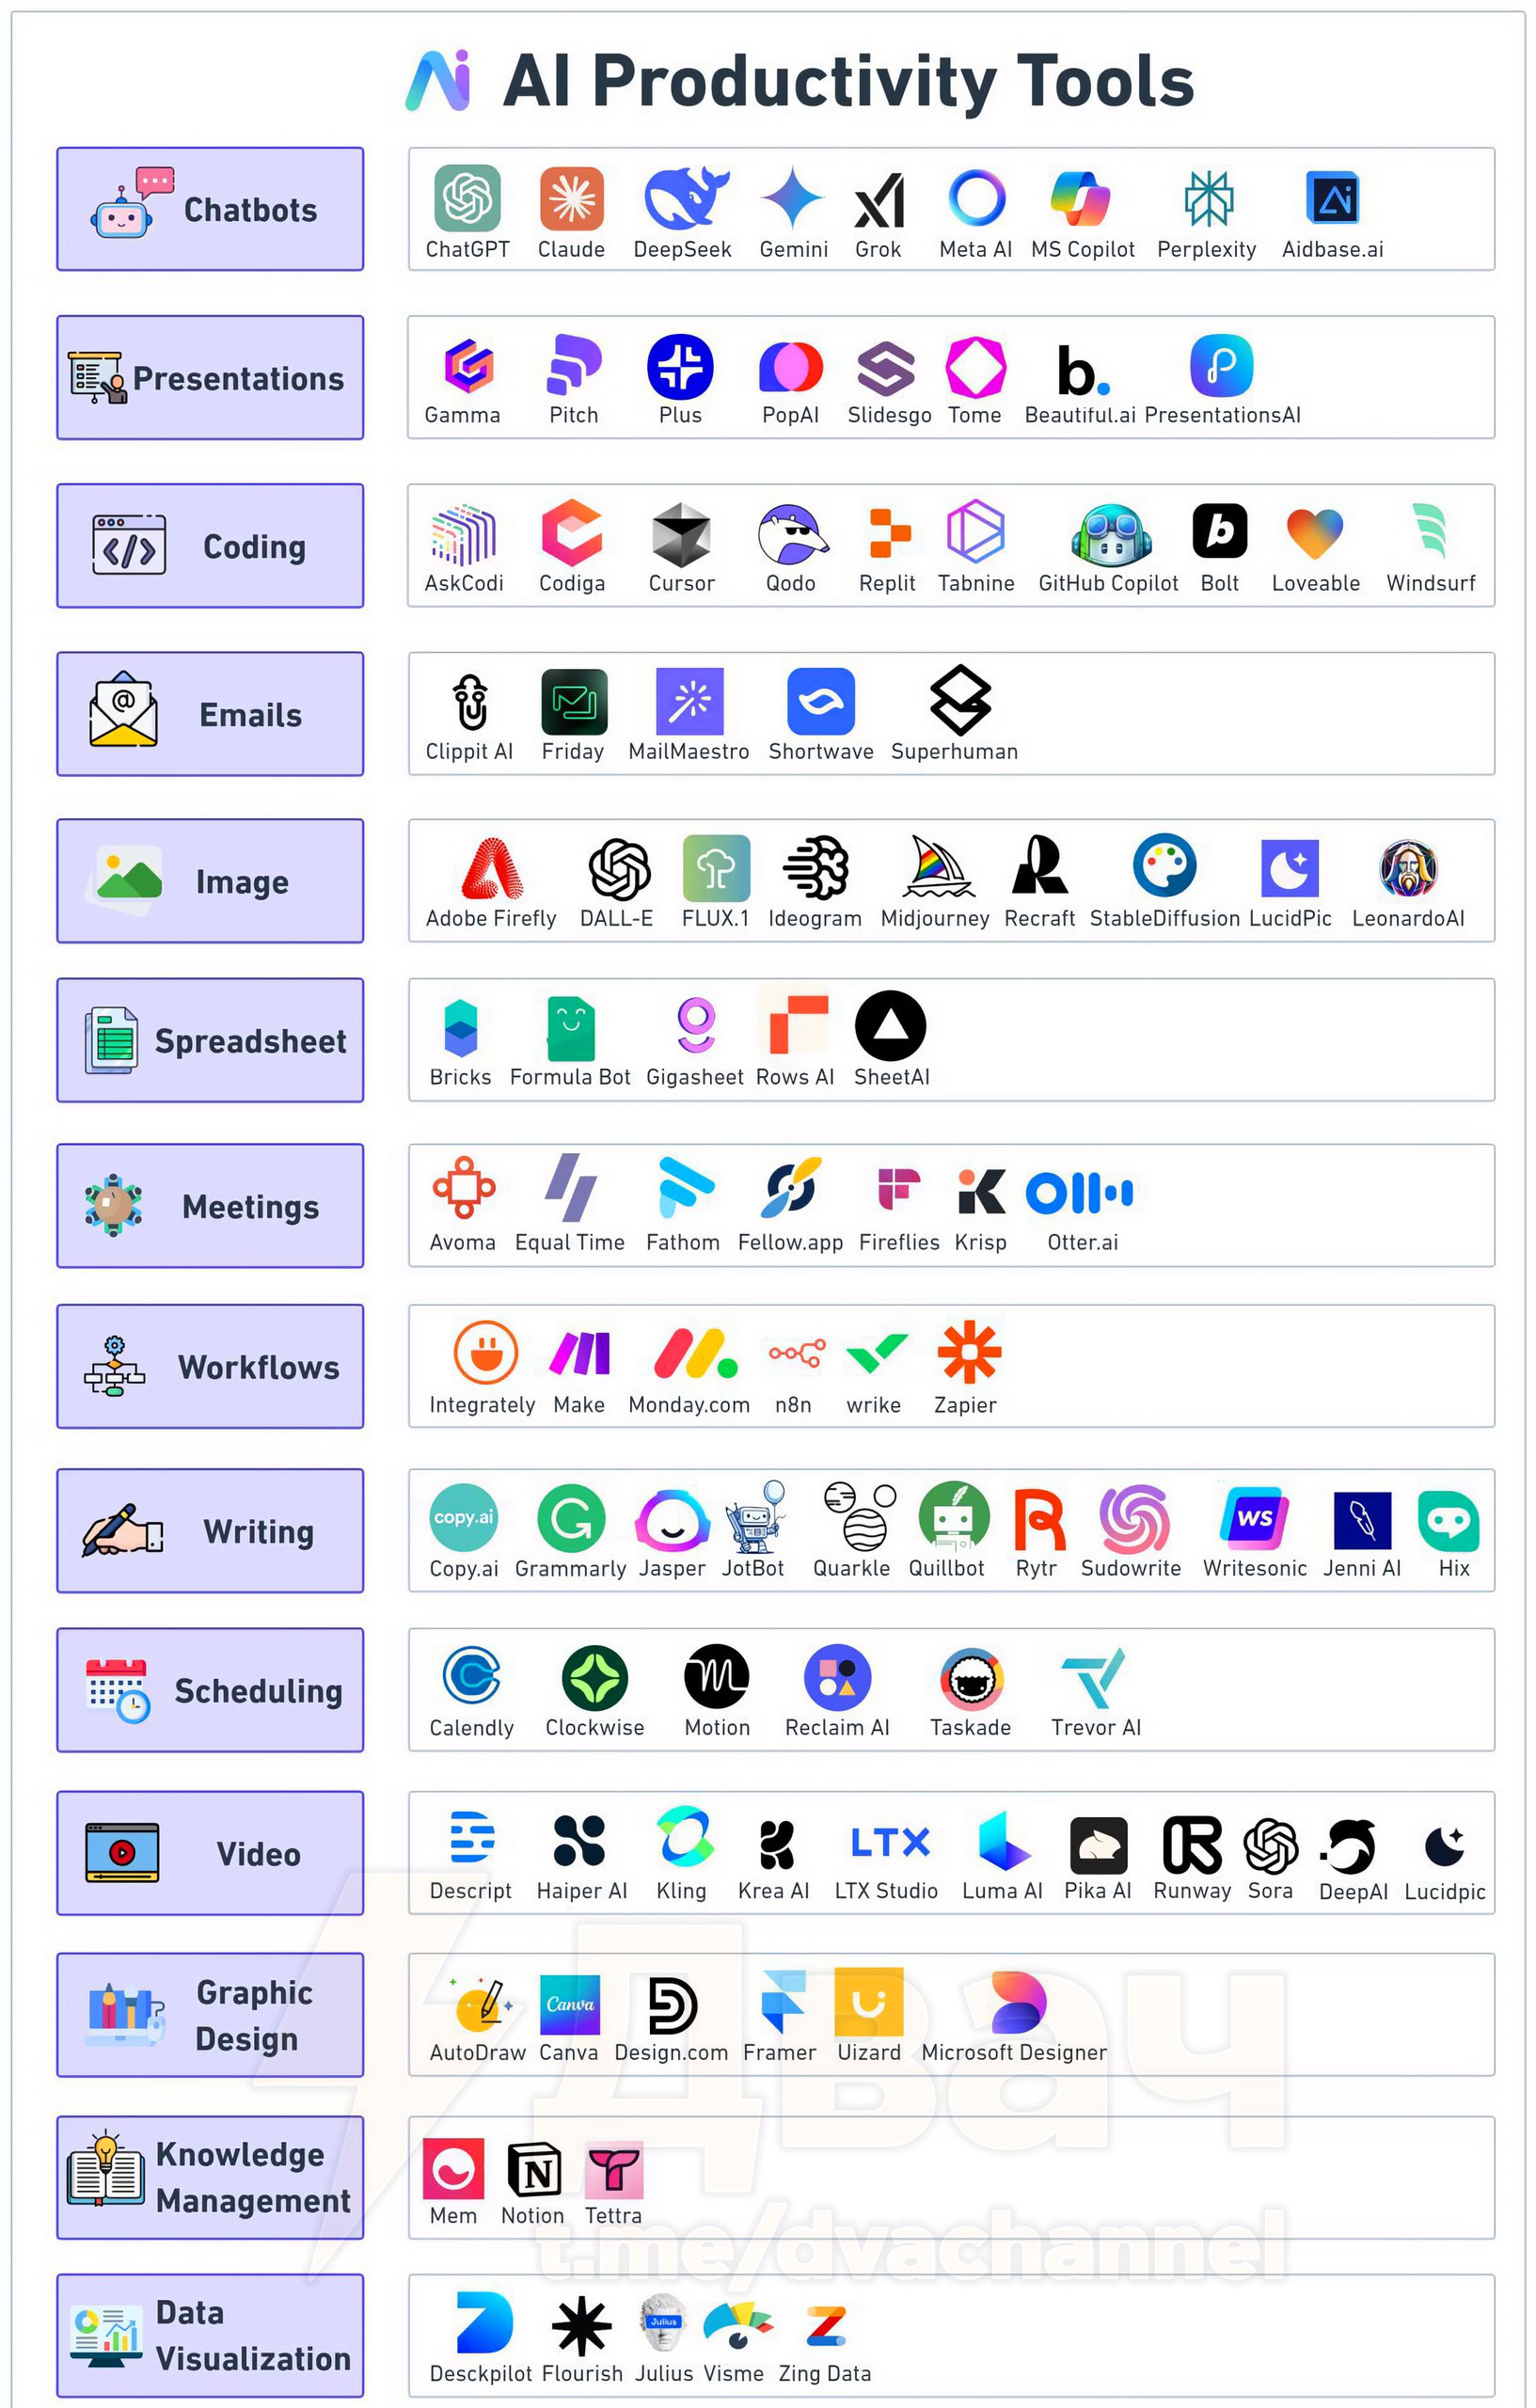 AI Productivity Tools
Chatbots
ChatGPT Claude DeepSeek Gemini Grok Meta AI MS Copilot Perplexity Aidbase.ai
Presentations
b.
Gamma Pitch Plus PopAI Slidesgo Tome Beautiful.ai PresentationsAI
</>
Coding
b
AskCodi Codiga Cursor Qodo Replit Tabnine GitHub Copilot Bolt Loveable Windsurf
@
Emails
Clippit AI Friday MailMaestro Shortwave Superhuman
Image
Adobe Firefly DALL-E FLUX.1 Ideogram Midjourney Recraft StableDiffusion LucidPic LeonardoAI
Spreadsheet
Bricks Formula Bot Gigasheet Rows AI SheetAI
Meetings
Avoma Equal Time Fathom Fellow.app Fireflies Krisp Otter.ai
Workflows
Integrately Make Monday.com n8n wrike Zapier
Writing
copy.ai WS
Copy.ai Grammarly Jasper JotBot Quarkle Quillbot Rytr Sudowrite Writesonic Jenni AI Hix
Scheduling
Calendly Clockwise Motion Reclaim AI Taskade Trevor AI
Video
LTX
Descript Haiper AI Kling Krea AI LTX Studio Luma AI Pika AI Runway Sora DeepAI Lucidpic
Graphic
Design
Canva
AutoDraw Canva Design.com Framer Uizard Microsoft Designer
Двач
Knowledge
Management
N
Mem Notion Tettra
t.me/dvachannel
Data
Visualization
Julius
Desckpilot Flourish Julius Visme Zing Data